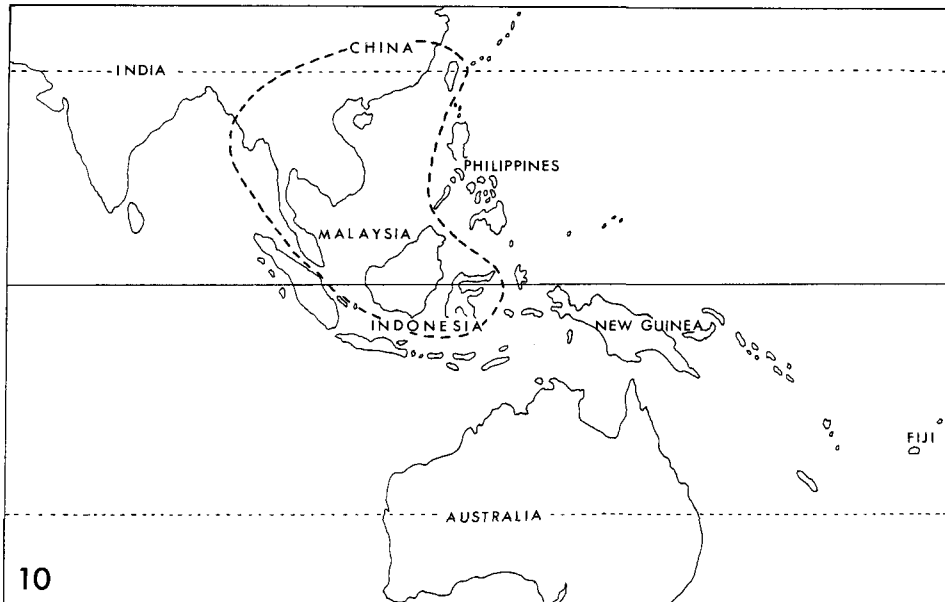 CHINA
INDIA
PHILIPPINES
MALAYSIA
INDONESIA
NEW GUINEA
FIJI
AUSTRALIA
10